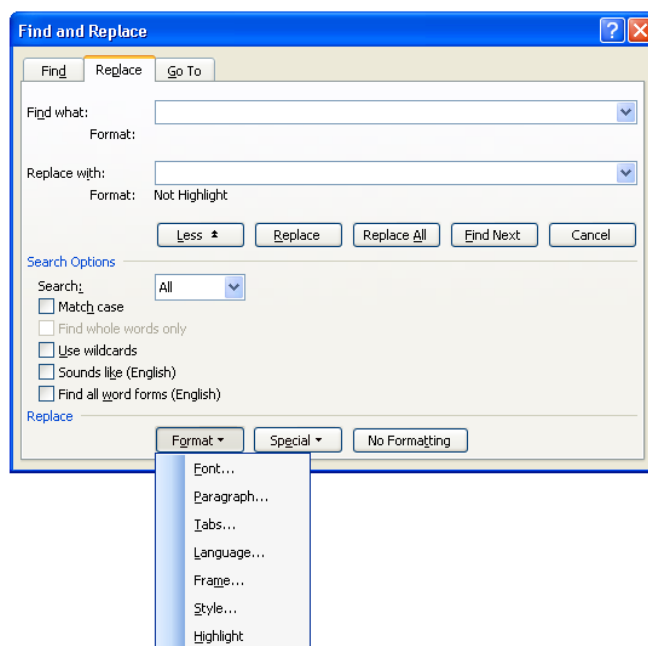 Find and Replace
Find Replace Go To
Find what:
Format:
Replace with:
Format: Not Highlight
Less Replace Replace All Find Next Cancel
Search Options
Search: All
Match case
Find whole words only
Use wildcards
Sounds like (English)
Find all word forms (English)
Replace
Format Special No Formatting
Font...
Paragraph...
Tabs...
Language...
Frame...
Style...
Highlight